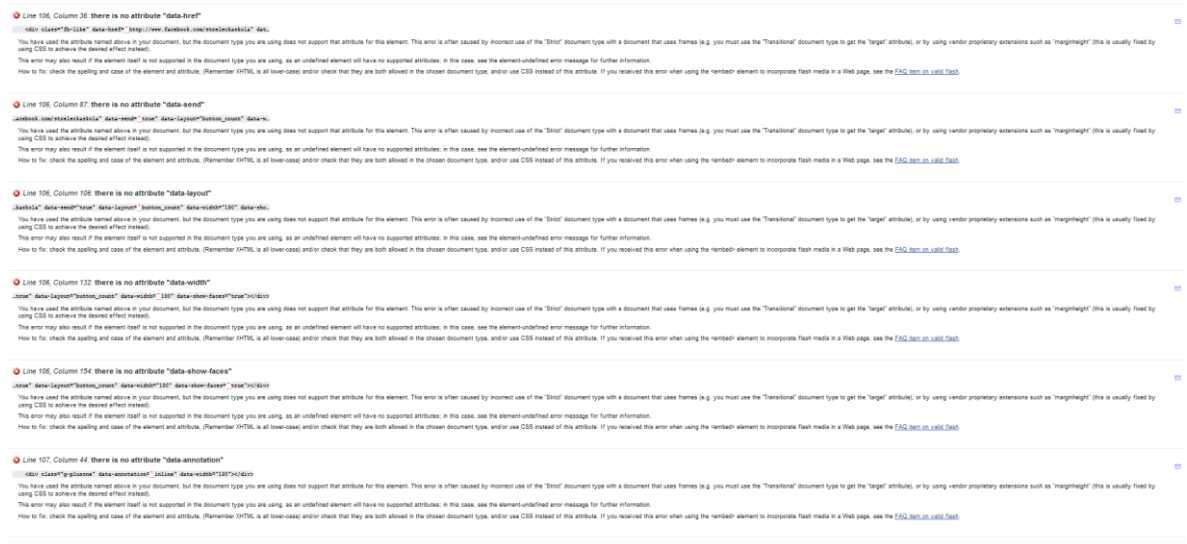 Line 106, Column 36: there is no attribute "data-href"
<div class="fb-like" data-href="http://www.facebook.com/streleckaskola" dat…
You have used the attribute named above in your document, but the document type you are using does not support that attribute for this element. This error is often caused by incorrect use of the "Strict" document type with a document that uses frames (e.g. you must use the "Transitional" document type to get the "target" attribute), or by using vendor proprietary extensions such as "marginheight" (this is usually fixed by
using CSS to achieve the desired effect instead).
This error may also result if the element itself is not supported in the document type you are using, as an undefined element will have no supported attributes; in this case, see the element-undefined error message for further information.
How to fix: check the spelling and case of the element and attribute, (Remember XHTML is all lower-case) and/or check that they are both allowed in the chosen document type, and/or use CSS instead of this attribute. If you received this error when using the <embed> element to incorporate flash media in a Web page, see the FAQ item on valid flash.
Line 106, Column 87: there is no attribute "data-send"
…acebook.com/streleckaskola" data-send="true" data-layout="button_count" data-w…
You have used the attribute named above in your document, but the document type you are using does not support that attribute for this element. This error is often caused by incorrect use of the "Strict" document type with a document that uses frames (e.g. you must use the "Transitional" document type to get the "target" attribute), or by using vendor proprietary extensions such as "marginheight" (this is usually fixed by
using CSS to achieve the desired effect instead).
This error may also result if the element itself is not supported in the document type you are using, as an undefined element will have no supported attributes; in this case, see the element-undefined error message for further information.
How to fix: check the spelling and case of the element and attribute, (Remember XHTML is all lower-case) and/or check that they are both allowed in the chosen document type, and/or use CSS instead of this attribute. If you received this error when using the <embed> element to incorporate flash media in a Web page, see the FAQ item on valid flash.
Line 106, Column 106: there is no attribute "data-layout"
…kaskola" data-send="true" data-layout="button_count" data-width="180" data-sho…
You have used the attribute named above in your document, but the document type you are using does not support that attribute for this element. This error is often caused by incorrect use of the "Strict" document type with a document that uses frames (e.g. you must use the "Transitional" document type to get the "target" attribute), or by using vendor proprietary extensions such as "marginheight" (this is usually fixed by
using CSS to achieve the desired effect instead).
This error may also result if the element itself is not supported in the document type you are using, as an undefined element will have no supported attributes; in this case, see the element-undefined error message for further information.
How to fix: check the spelling and case of the element and attribute, (Remember XHTML is all lower-case) and/or check that they are both allowed in the chosen document type, and/or use CSS instead of this attribute. If you received this error when using the <embed> element to incorporate flash media in a Web page, see the FAQ item on valid flash.
Line 106, Column 132: there is no attribute "data-width"
…true" data-layout="button_count" data-width="180" data-show-faces="true"></div>
You have used the attribute named above in your document, but the document type you are using does not support that attribute for this element. This error is often caused by incorrect use of the "Strict" document type with a document that uses frames (e.g. you must use the "Transitional" document type to get the "target" attribute), or by using vendor proprietary extensions such as "marginheight" (this is usually fixed by
using CSS to achieve the desired effect instead).
This error may also result if the element itself is not supported in the document type you are using, as an undefined element will have no supported attributes; in this case, see the element-undefined error message for further information.
How to fix: check the spelling and case of the element and attribute, (Remember XHTML is all lower-case) and/or check that they are both allowed in the chosen document type, and/or use CSS instead of this attribute. If you received this error when using the <embed> element to incorporate flash media in a Web page, see the FAQ item on valid flash.
Line 106, Column 154: there is no attribute "data-show-faces"
…true" data-layout="button_count" data-width="180" data-show-faces="true"></div>
You have used the attribute named above in your document, but the document type you are using does not support that attribute for this element. This error is often caused by incorrect use of the "Strict" document type with a document that uses frames (e.g. you must use the "Transitional" document type to get the "target" attribute), or by using vendor proprietary extensions such as "marginheight" (this is usually fixed by
using CSS to achieve the desired effect instead).
This error may also result if the element itself is not supported in the document type you are using, as an undefined element will have no supported attributes; in this case, see the element-undefined error message for further information.
How to fix: check the spelling and case of the element and attribute, (Remember XHTML is all lower-case) and/or check that they are both allowed in the chosen document type, and/or use CSS instead of this attribute. If you received this error when using the <embed> element to incorporate flash media in a Web page, see the FAQ item on valid flash.
Line 107, Column 44: there is no attribute "data-annotation"
<div class="g-plusone" data-annotation="inline" data-width="180"></div>
You have used the attribute named above in your document, but the document type you are using does not support that attribute for this element. This error is often caused by incorrect use of the "Strict" document type with a document that uses frames (e.g. you must use the "Transitional" document type to get the "target" attribute), or by using vendor proprietary extensions such as "marginheight" (this is usually fixed by
using CSS to achieve the desired effect instead).
This error may also result if the element itself is not supported in the document type you are using, as an undefined element will have no supported attributes; in this case, see the element-undefined error message for further information.
How to fix: check the spelling and case of the element and attribute, (Remember XHTML is all lower-case) and/or check that they are both allowed in the chosen document type, and/or use CSS instead of this attribute. If you received this error when using the <embed> element to incorporate flash media in a Web page, see the FAQ item on valid flash.